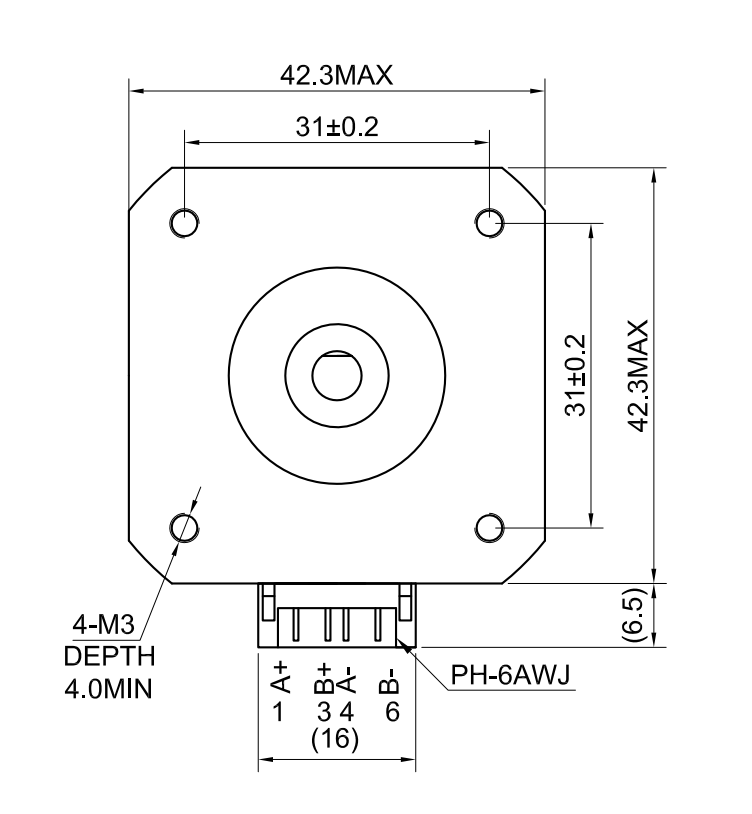 42.3MAX
31±0.2
31±0.2
42.3MAX
(6.5)
4-M3
DEPTH
4.0MIN
A+ B+ A- B-
1 3 4 6
(16)
PH-6AWJ